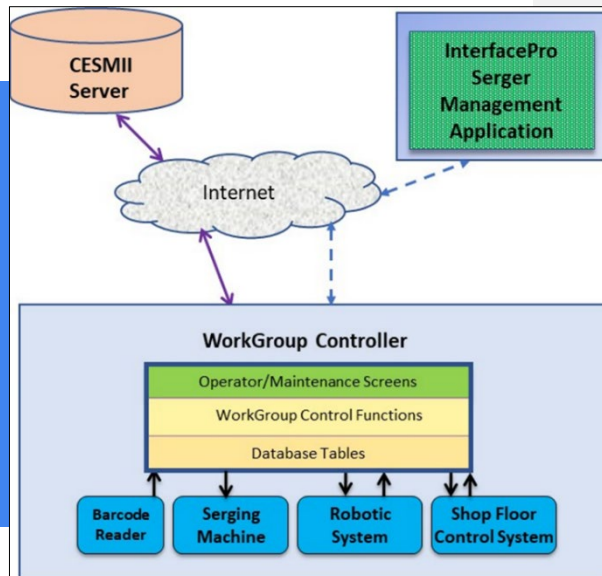 CESMII
Server
InterfacePro
Serger
Management
Application
Internet
WorkGroup Controller
Operator/Maintenance Screens
WorkGroup Control Functions
Database Tables
Barcode
Reader
Serging
Machine
Robotic
System
Shop Floor
Control System